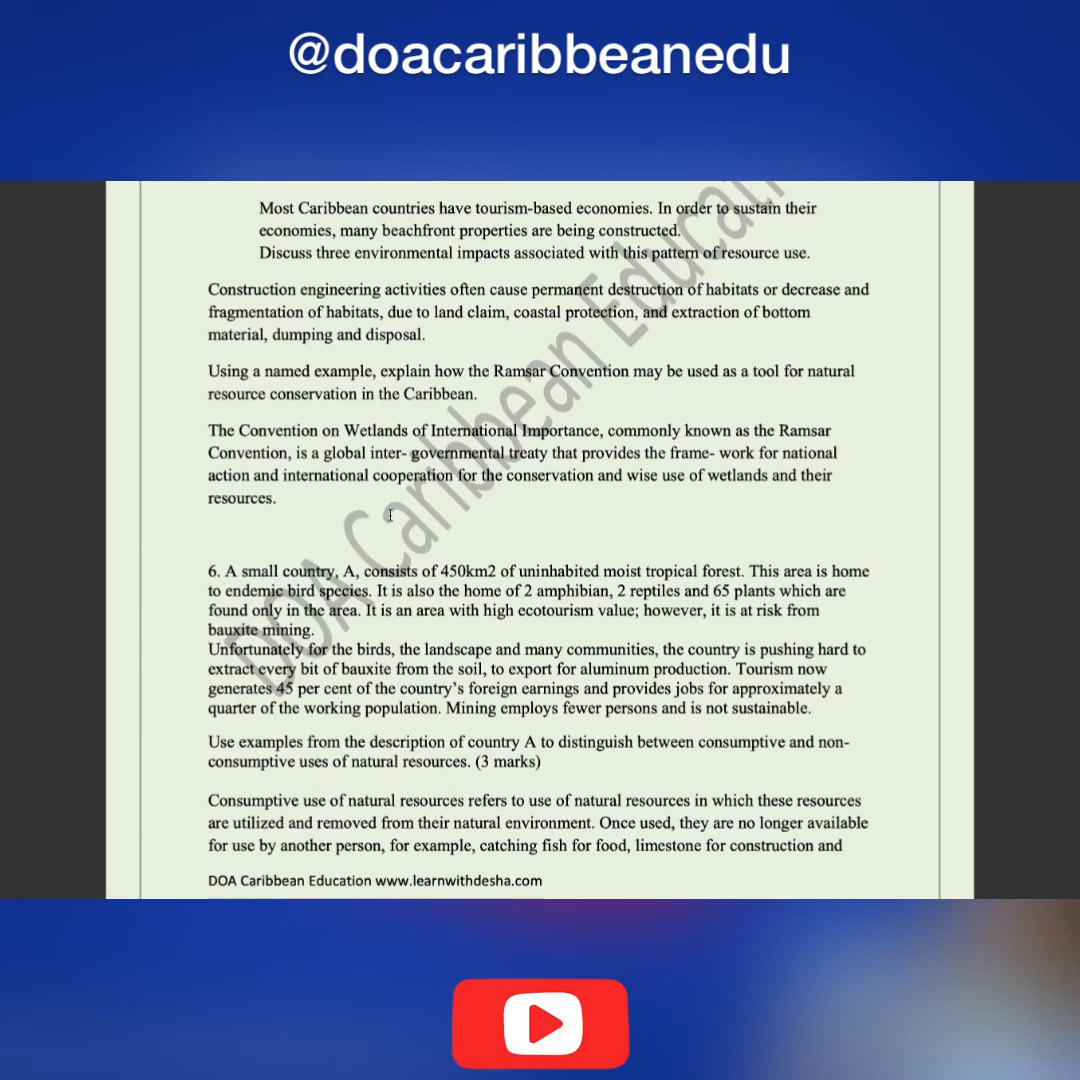 @doacaribbeanedu
Most Caribbean countries have tourism-based economies. In order to sustain their
economies, many beachfront properties are being constructed.
Discuss three environmental impacts associated with this pattern of resource use.
Construction engineering activities often cause permanent destruction of habitats or decrease and
fragmentation of habitats, due to land claim, coastal protection, and extraction of bottom
material, dumping and disposal.
Using a named example, explain how the Ramsar Convention may be used as a tool for natural
resource conservation in the Caribbean.
The Convention on Wetlands of International Importance, commonly known as the Ramsar
Convention, is a global inter- governmental treaty that provides the frame- work for national
action and international cooperation for the conservation and wise use of wetlands and their
resources.
6. A small country, A, consists of 450km2 of uninhabited moist tropical forest. This area is home
to endemic bird species. It is also the home of 2 amphibian, 2 reptiles and 65 plants which are
found only in the area. It is an area with high ecotourism value; however, it is at risk from
bauxite mining.
Unfortunately for the birds, the landscape and many communities, the country is pushing hard to
extract every bit of bauxite from the soil, to export for aluminum production. Tourism now
generates 45 per cent of the country's foreign earnings and provides jobs for approximately a
quarter of the working population. Mining employs fewer persons and is not sustainable.
Use examples from the description of country A to distinguish between consumptive and non-
consumptive uses of natural resources. (3 marks)
Consumptive use of natural resources refers to use of natural resources in which these resources
are utilized and removed from their natural environment. Once used, they are no longer available
for use by another person, for example, catching fish for food, limestone for construction and
DOA Caribbean Education www.learnwithdesha.com
DOA Caribbean Educati